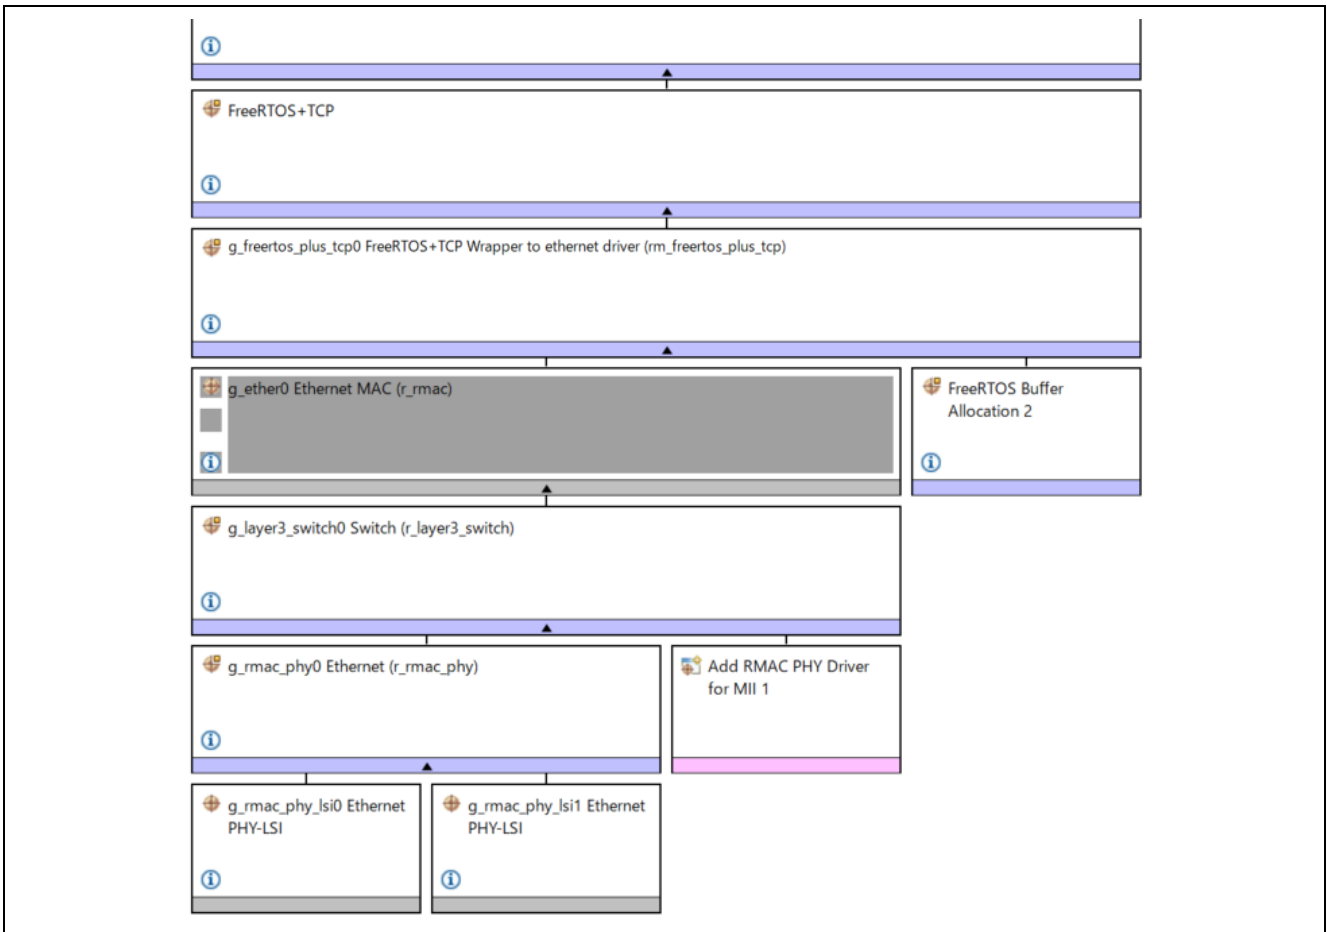 FreeRTOS+TCP
g_freertos_plus_tcp0 FreeRTOS+TCP Wrapper to ethernet driver (rm_freertos_plus_tcp)
g_ether0 Ethernet MAC (r_rmac)
FreeRTOS Buffer
Allocation 2
g_layer3_switch0 Switch (r_layer3_switch)
g_rmac_phy0 Ethernet (r_rmac_phy)
Add RMAC PHY Driver
for MII 1
g_rmac_phy_lsi0 Ethernet
PHY-LSI
g_rmac_phy_lsi1 Ethernet
PHY-LSI